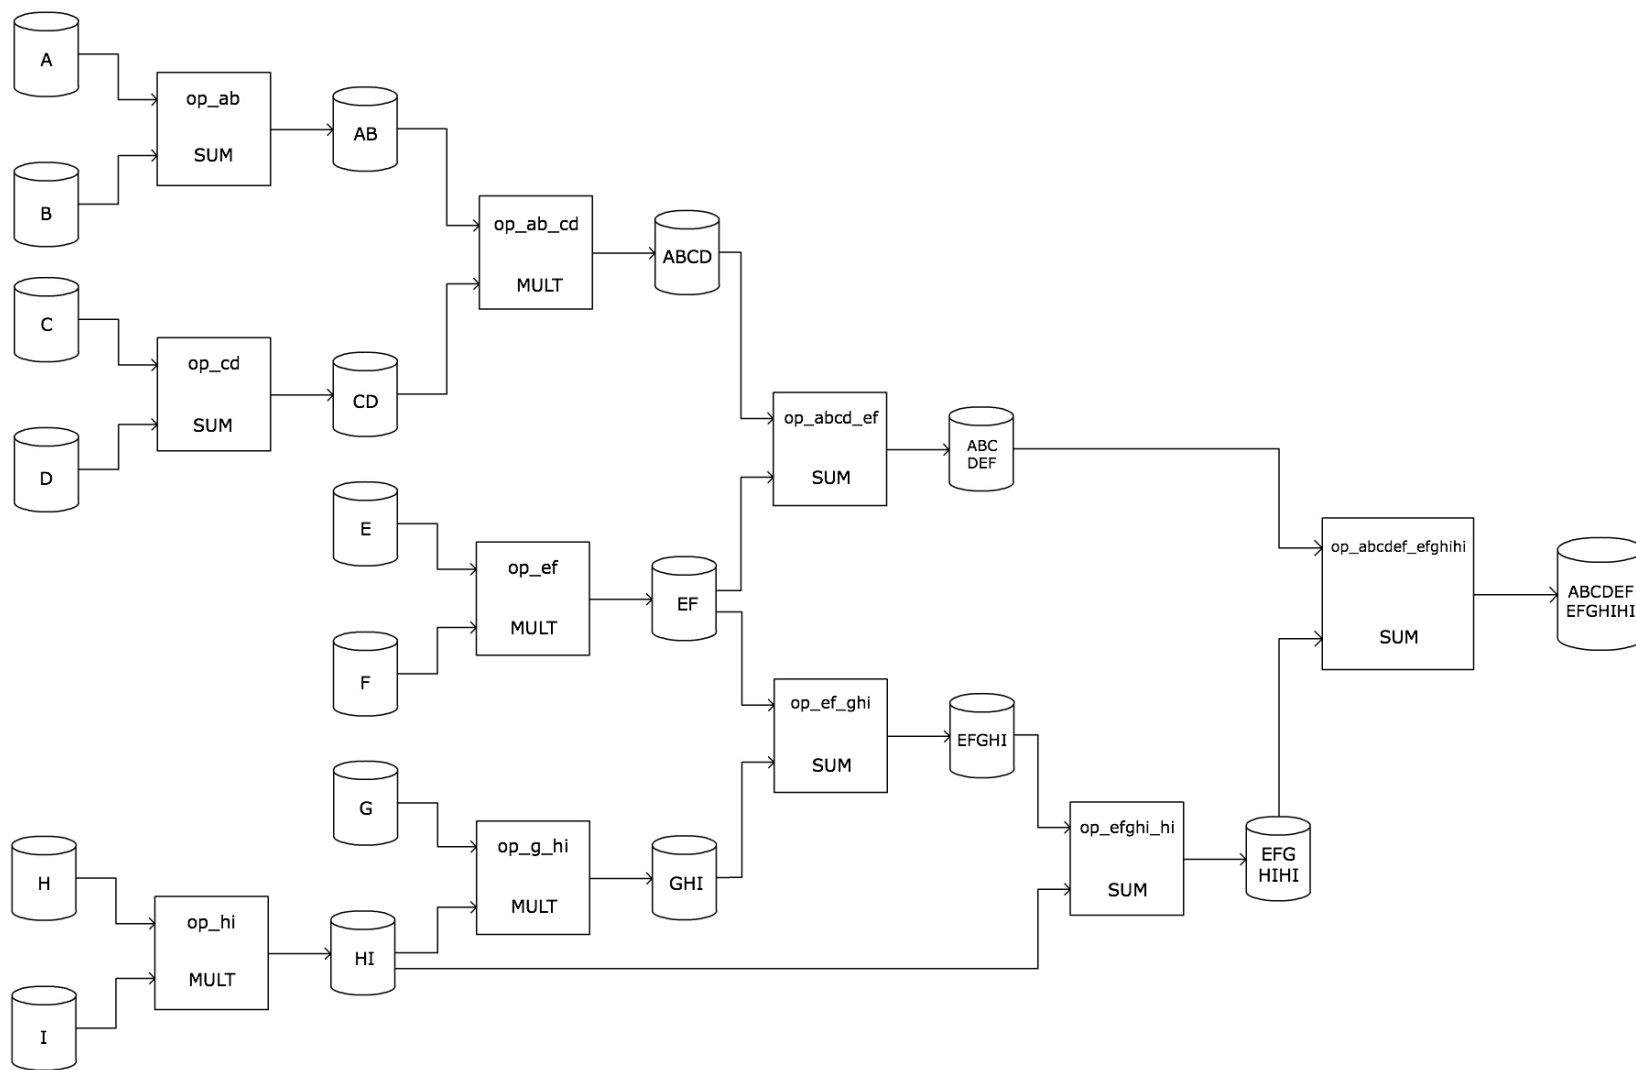 A
op_ab
SUM
AB
B
op_ab_cd
MULT
ABCD
C
op_cd
SUM
CD
D
op_abcd_ef
SUM
ABC
DEF
E
op_ef
MULT
EF
F
op_abcdef_efghihi
SUM
ABCDEF
EFGHIHI
op_ef_ghi
SUM
EFGHI
G
op_g_hi
MULT
GHI
op_efghi_hi
SUM
EFG
HIHI
H
op_hi
MULT
HI
I